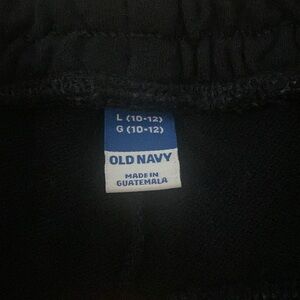 L (10-12)
G (10-12)
OLD NAVY
MADE IN
GUATEMALA